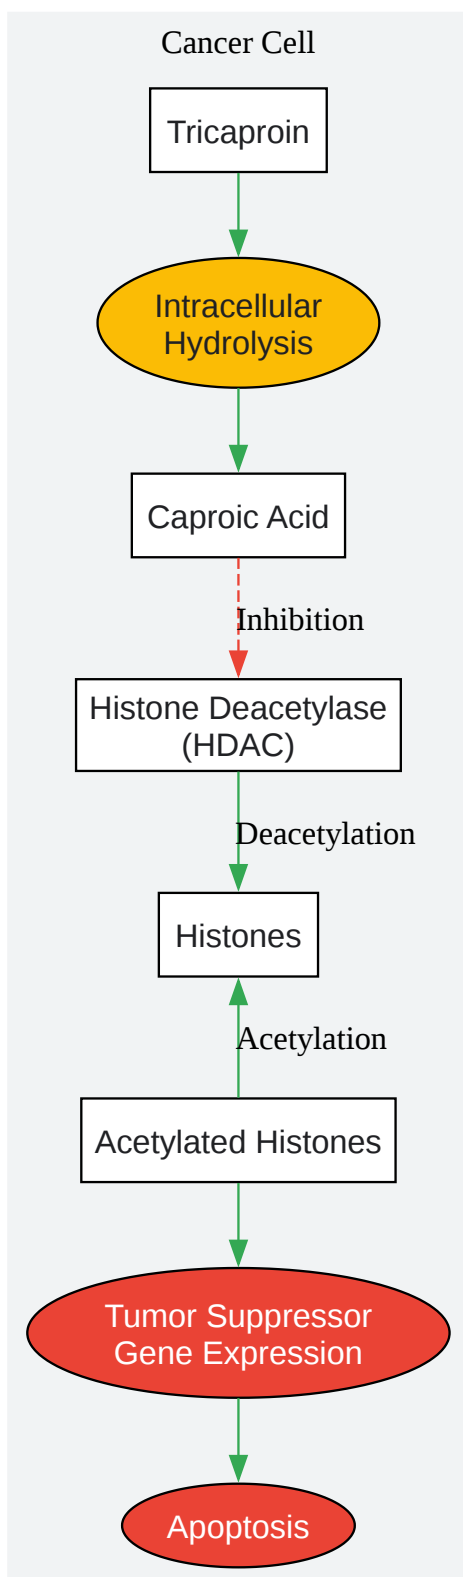 Cancer Cell
Tricaproin
Intracellular
Hydrolysis
Caproic Acid
Inhibition
Histone Deacetylase
(HDAC)
Deacetylation
Histones
Acetylation
Acetylated Histones
Tumor Suppressor
Gene Expression
Apoptosis